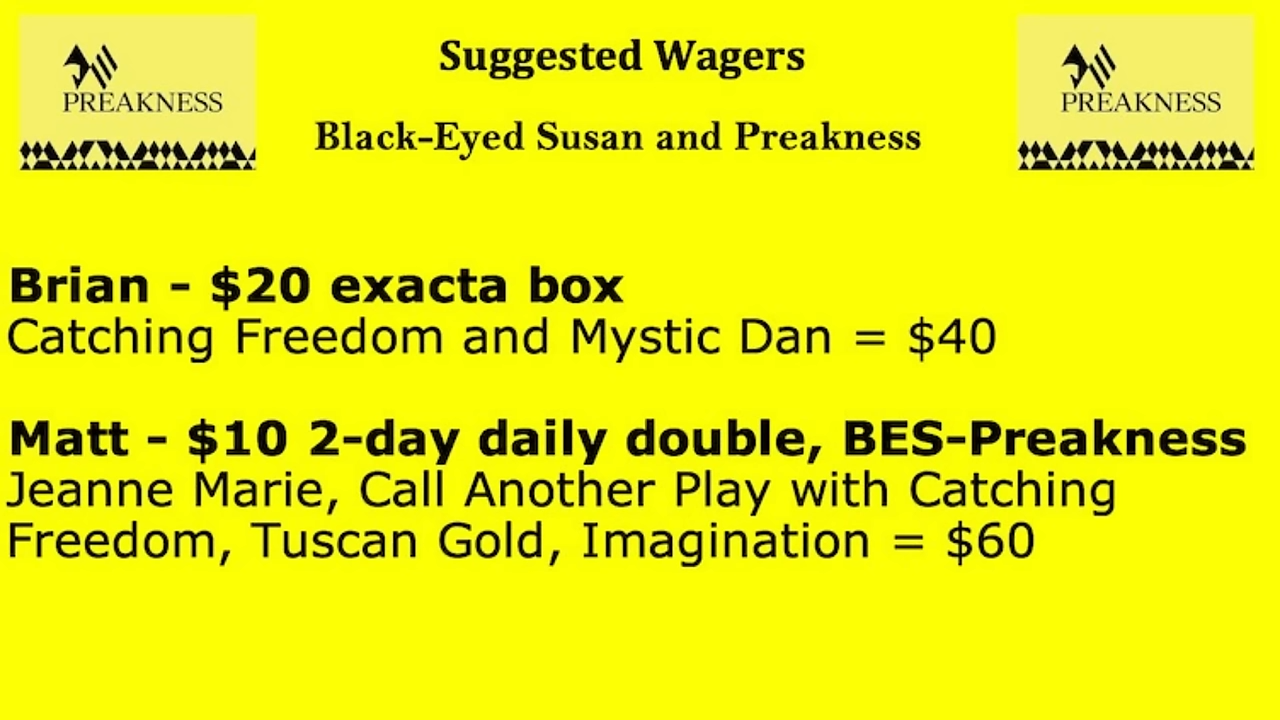 PREAKNESS
Suggested Wagers
PREAKNESS
Black-Eyed Susan and Preakness
Brian - $20 exacta box
Catching Freedom and Mystic Dan = $40
Matt - $10 2-day daily double, BES-Preakness
Jeanne Marie, Call Another Play with Catching
Freedom, Tuscan Gold, Imagination = $60